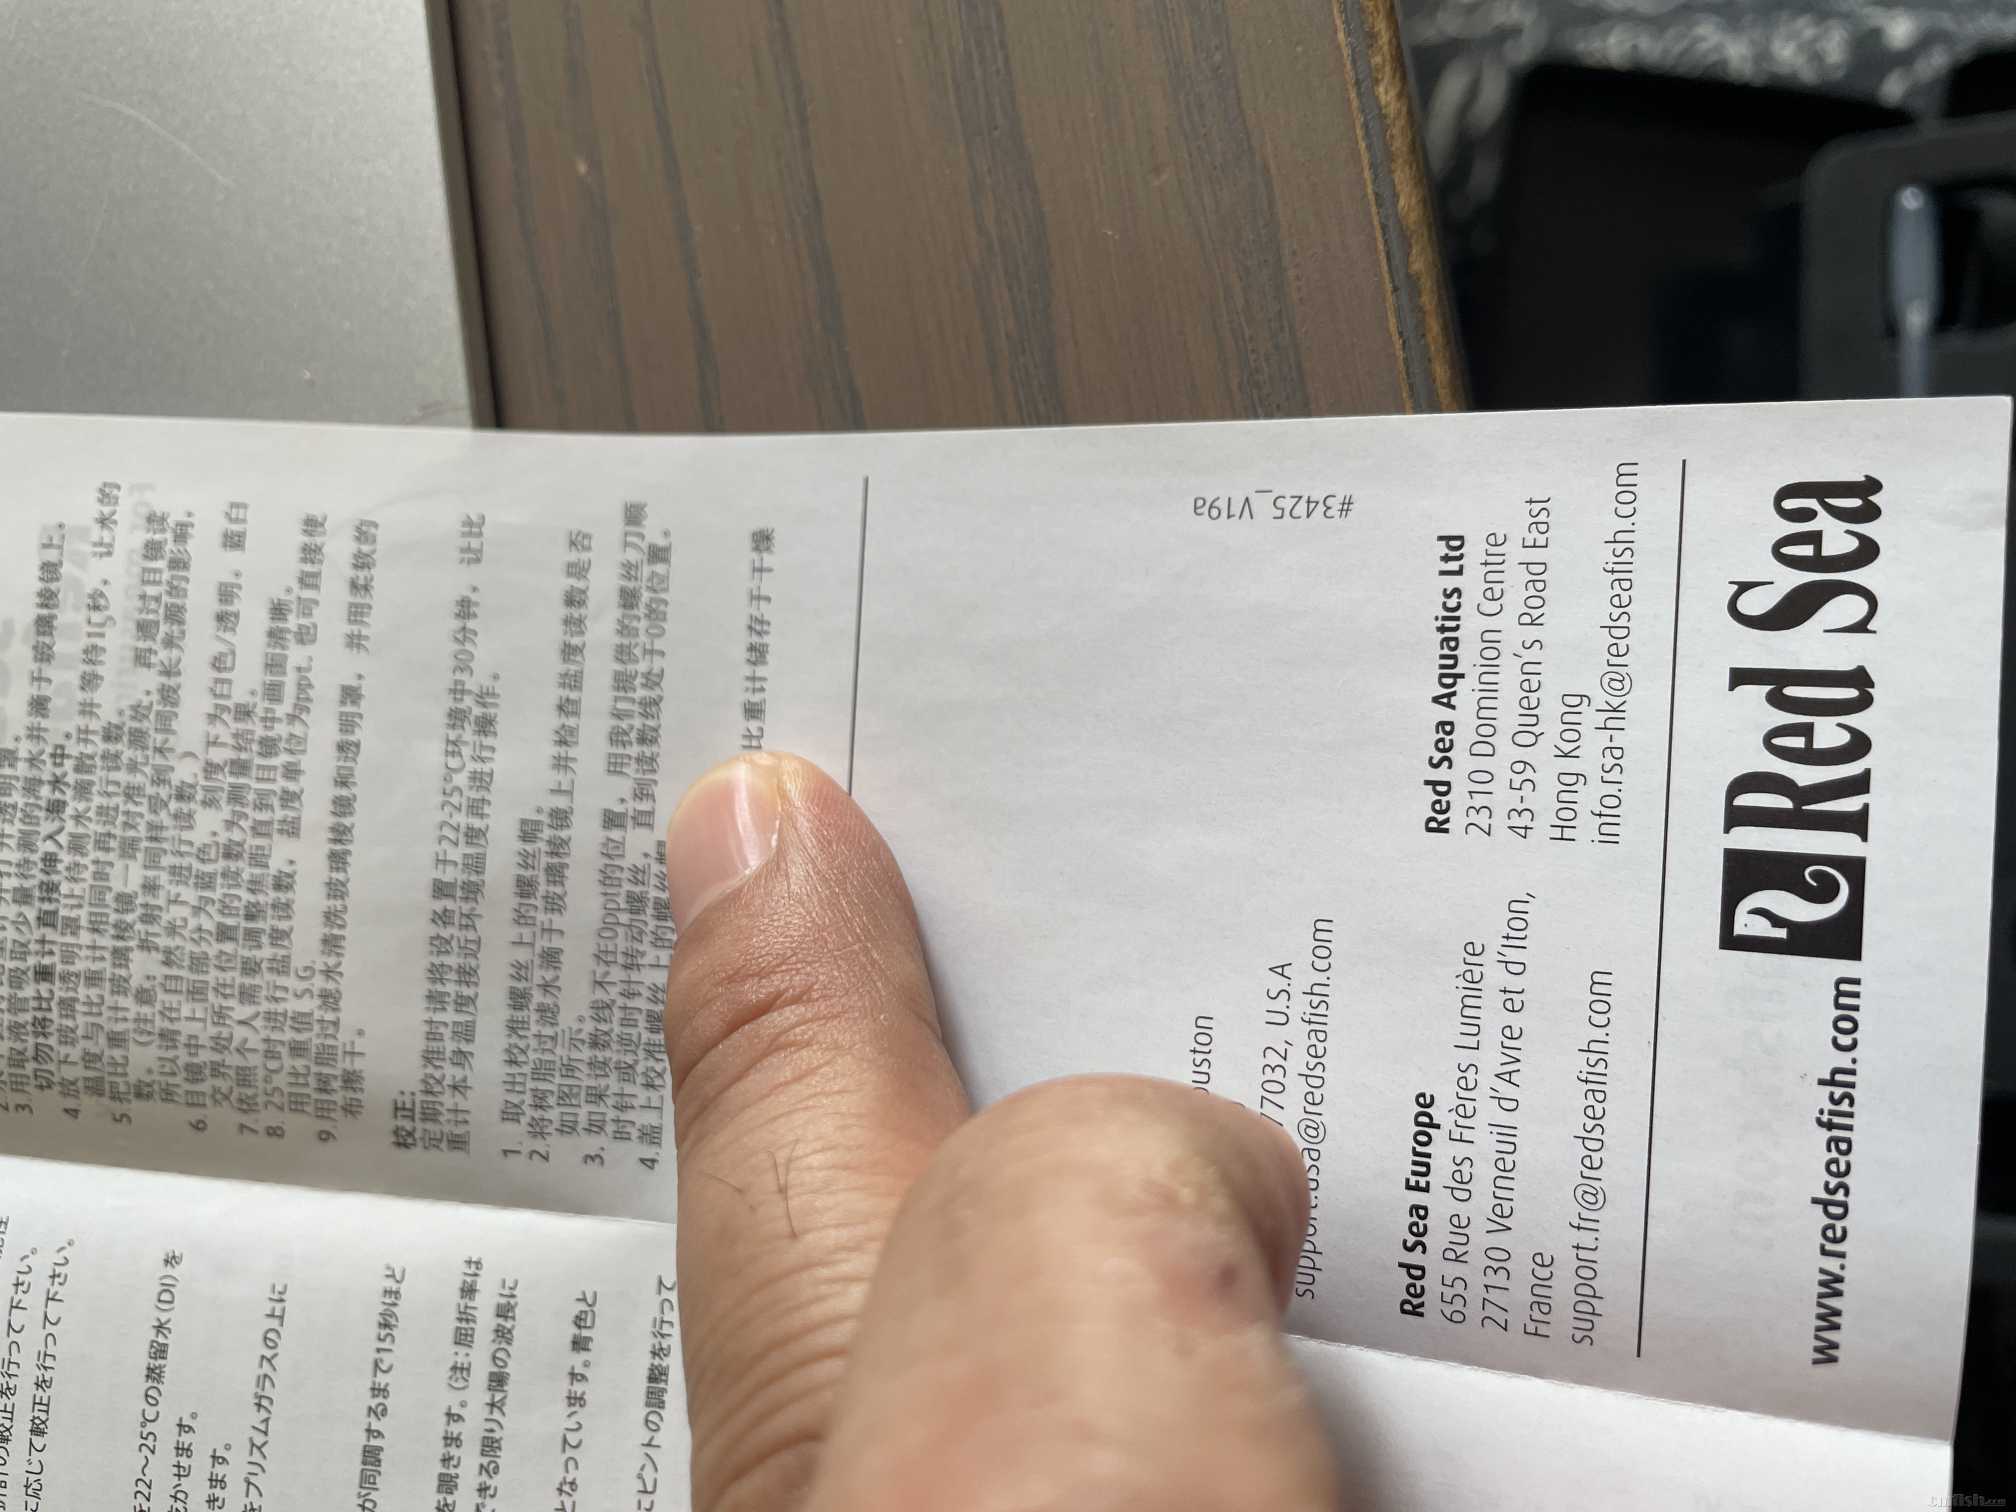 3.用取液管吸取少量待测的海水并滴于玻璃棱镜上。
切勿将比重计直接伸入海水中。
4.放下玻璃透明罩让待测水滴散开并等待15秒，让水的
温度与比重计相同时再进行读数。
5.把比重计玻璃棱镜一端对准光源处，再通过目镜读
数。（注意：折射率同样受到不同波长光源的影响，
所以请在自然光下进行读数。）
6.目镜中上面部分为蓝色，刻度下为白色/透明，蓝白
交界处所在位置的读数为测量结果。
7.依照个人需要调整焦距直到目镜中画面清晰。
8. 25℃时进行盐度读数，盐度单位为ppt. 也可直接使
用比重值 S.G.
9.用树脂过滤水清洗玻璃棱镜和透明罩，并用柔软的
布擦干。
校正:
定期校准时请将设备置于22-25℃环境中30分钟，让比
重计本身温度接近环境温度再进行操作。
1. 取出校准螺丝上的螺丝帽。
2.将树脂过滤水滴于玻璃棱镜上并检查盐度读数是否
如图所示。
3. 如果读数线不在0ppt的位置，用我们提供的螺丝刀顺
时针或逆时针转动螺丝，直到读数线处于0的位置。
4.盖上校准螺丝上的螺丝帽
比重计储存于干燥
に応じて較正を行って下さい。
を22～25℃の蒸留水(DI)を
かせます。
きます。
をプリズムガラスの上に
が同調するまで15秒ほど
を覗きます。(注:屈折率は
できる限り太陽の波長に
となっています。青色と
ピントの調整を行って
#3425_V19a
uston
77032, U.S.A
support.usa@redseafish.com
Red Sea Europe
655 Rue des Frères Lumière
27130 Verneuil d'Avre et d'Iton,
France
support.fr@redseafish.com
Red Sea Aquatics Ltd
2310 Dominion Centre
43-59 Queen's Road East
Hong Kong
info.rsa-hk@redseafish.com
www.redseafish.com
Red Sea